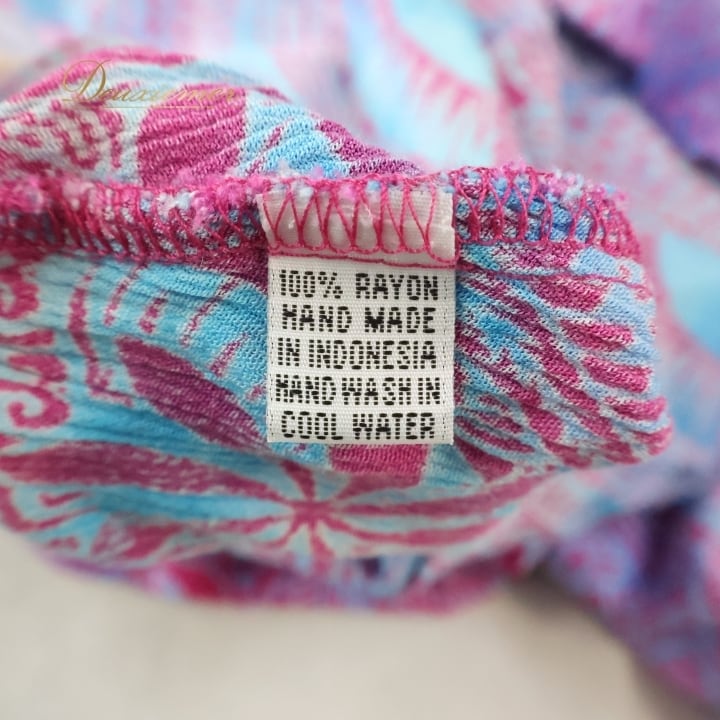 100% RAYON
HAND MADE
IN INDONESIA
HAND WASH IN
COOL WATER